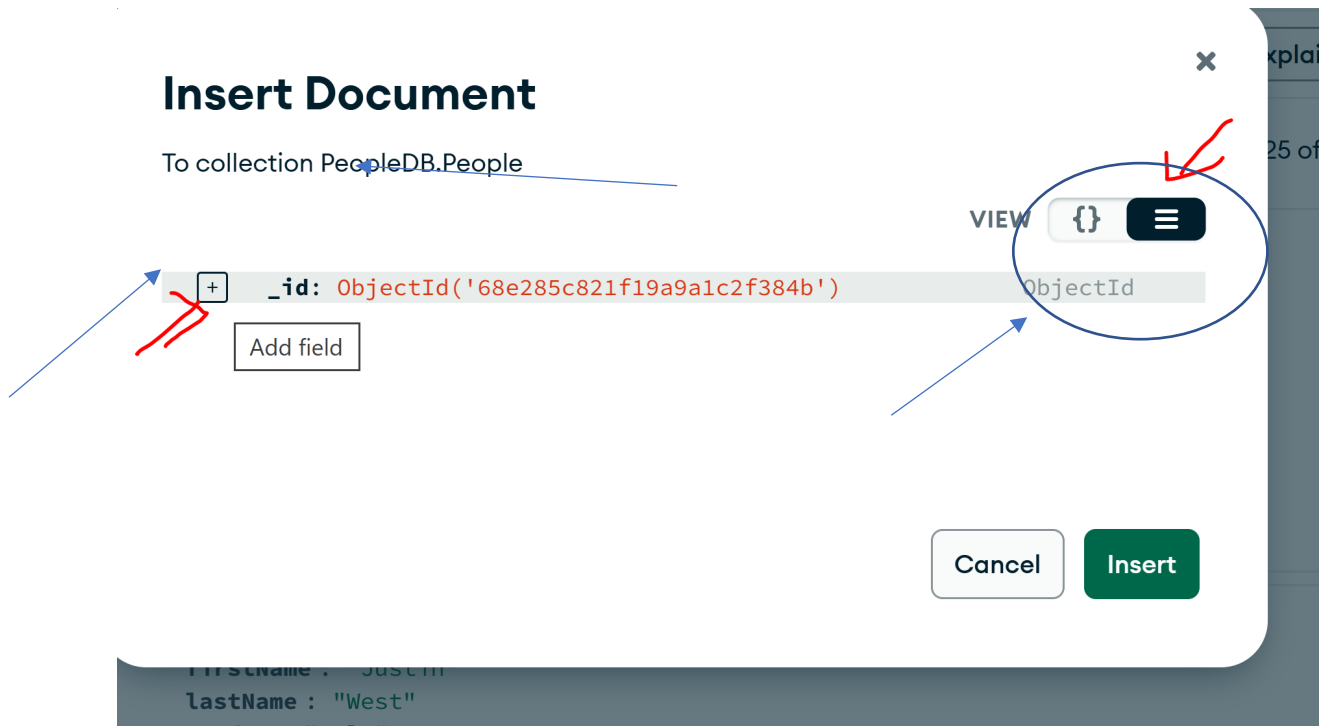 xplai
Insert Document
25 of
To collection PeopleDB.People
VIEW {}
+ _id: ObjectId('68e285c821f19a9a1c2f384b') ObjectId
Add field
Cancel Insert
firstName : "Justin
lastName : "West"